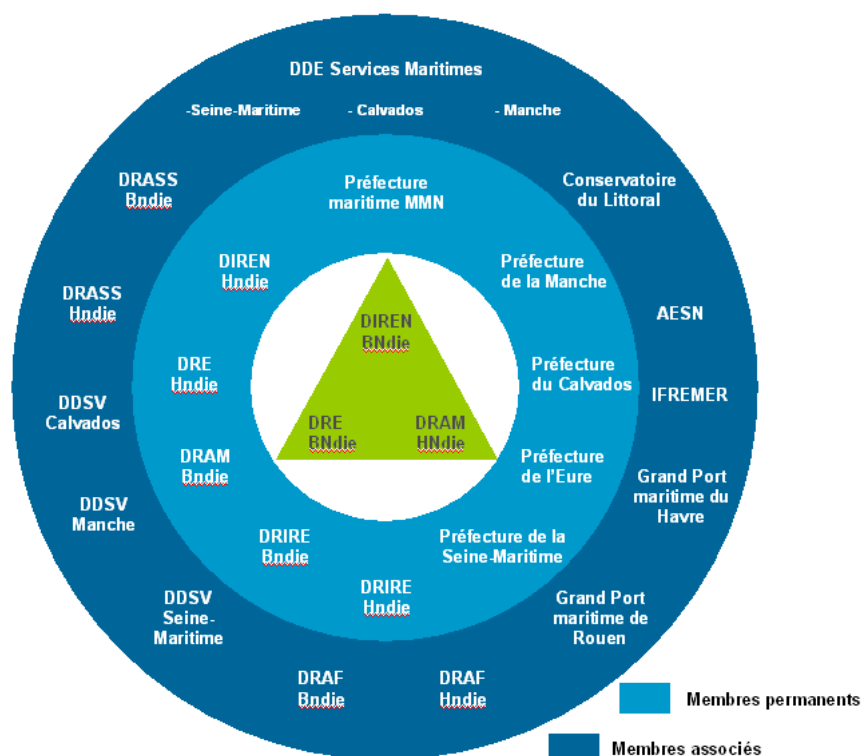 DDE Services Maritimes
-Seine-Maritime - Calvados - Manche
DRASS
Bndie
Préfecture
maritime MMN
Conservatoire
du Littoral
DIREN
Hndie
Préfecture
de la Manche
DRASS
Hndie
DIREN
BNdie
AESN
DRE
Hndie
Préfecture
du Calvados
IFREMER
DDSV
Calvados
DRE
BNdie
DRAM
HNdie
DRAM
Bndie
Préfecture
de l'Eure
Grand Port
maritime du
Havre
DDSV
Manche
DRIRE
Bndie
Préfecture de la
Seine-Maritime
DRIRE
Hndie
DDSV
Seine-
Maritime
Grand Port
maritime de
Rouen
DRAF
Bndie
DRAF
Hndie
Membres permanents
Membres associés